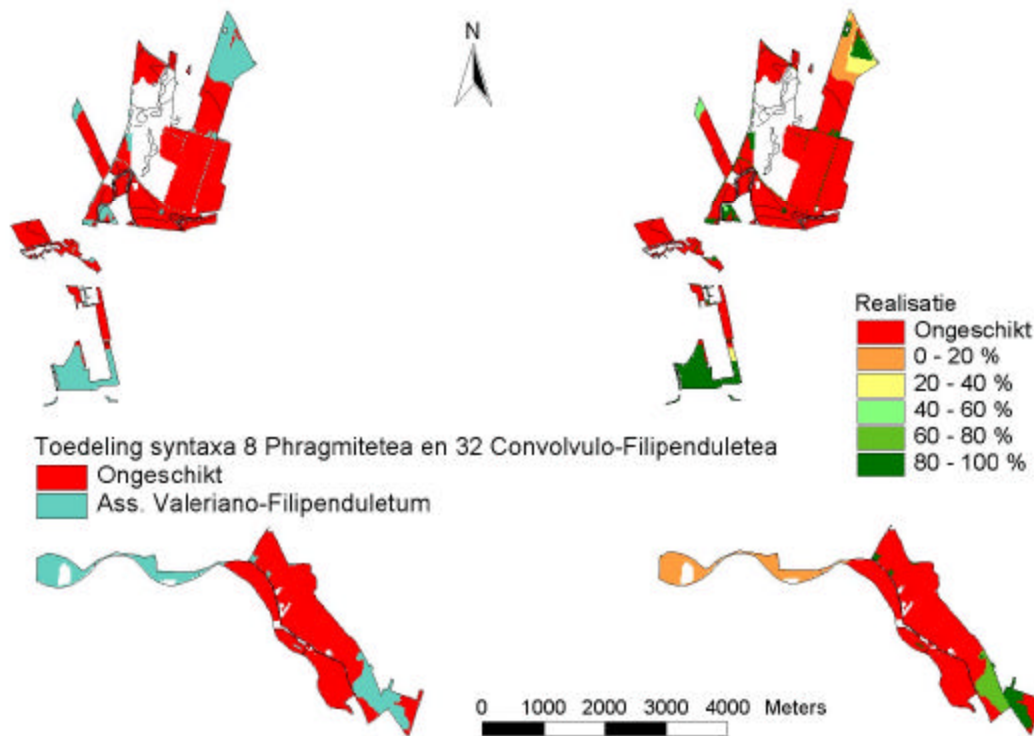 N
Realisatie
Ongeschikt
0 - 20 %
20 - 40 %
40 - 60 %
60 - 80 %
80 - 100 %
Toedeling syntaxa 8 Phragmitetea en 32 Convolvulo-Filipenduletea
Ongeschikt
Ass. Valeriano-Filipenduletum
0 1000 2000 3000 4000 Meters